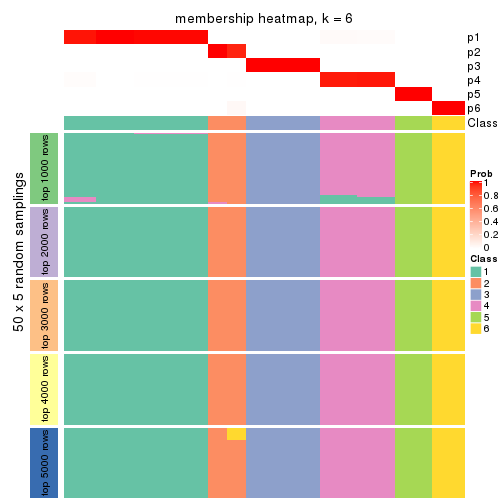 membership heatmap, k = 6
p1
p2
p3
p4
p5
p6
Class
50 x 5 random samplings
top 1000 rows
top 2000 rows
top 3000 rows
top 4000 rows
top 5000 rows
Prob
1
0.8
0.6
0.4
0.2
0
Class
1
2
3
4
5
6